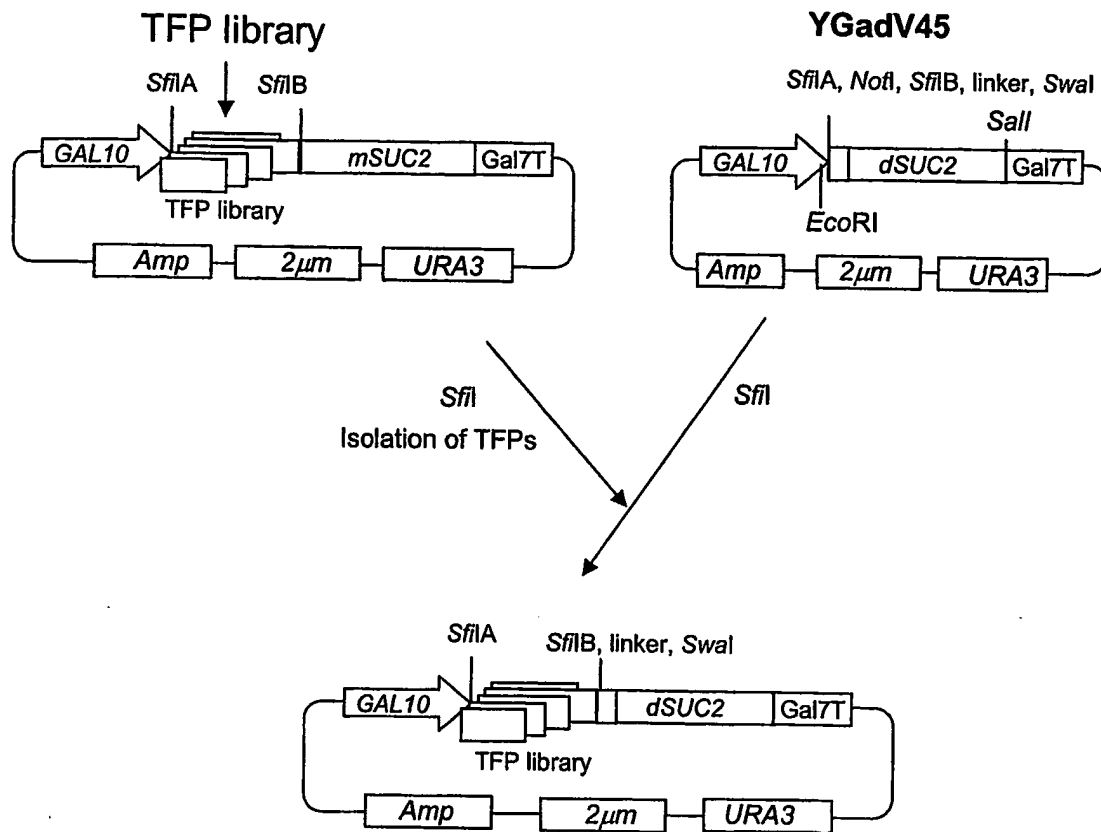 TFP library
SfiIA
SfiIB
GAL10
mSUC2
Gal7T
TFP library
Amp
2μm
URA3
YGadV45
SfiIA, NotI, SfiIB, linker, SwaI
SalI
GAL10
dSUC2
Gal7T
EcoRI
Amp
2μm
URA3
SfiI
Isolation of TFPs
SfiI
SfiIA
SfiIB, linker, SwaI
GAL10
dSUC2
Gal7T
TFP library
Amp
2μm
URA3